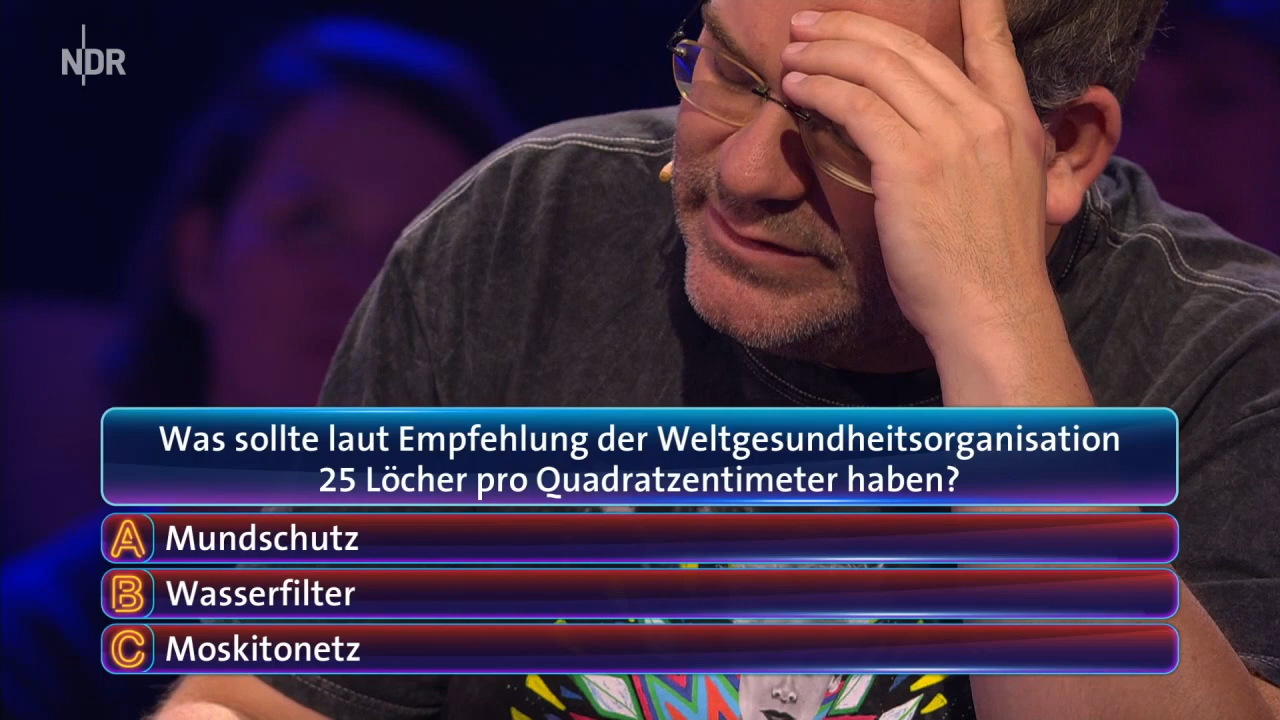 NDR
Was sollte laut Empfehlung der Weltgesundheitsorganisation
25 Löcher pro Quadratzentimeter haben?
A Mundschutz
B Wasserfilter
C Moskitonetz